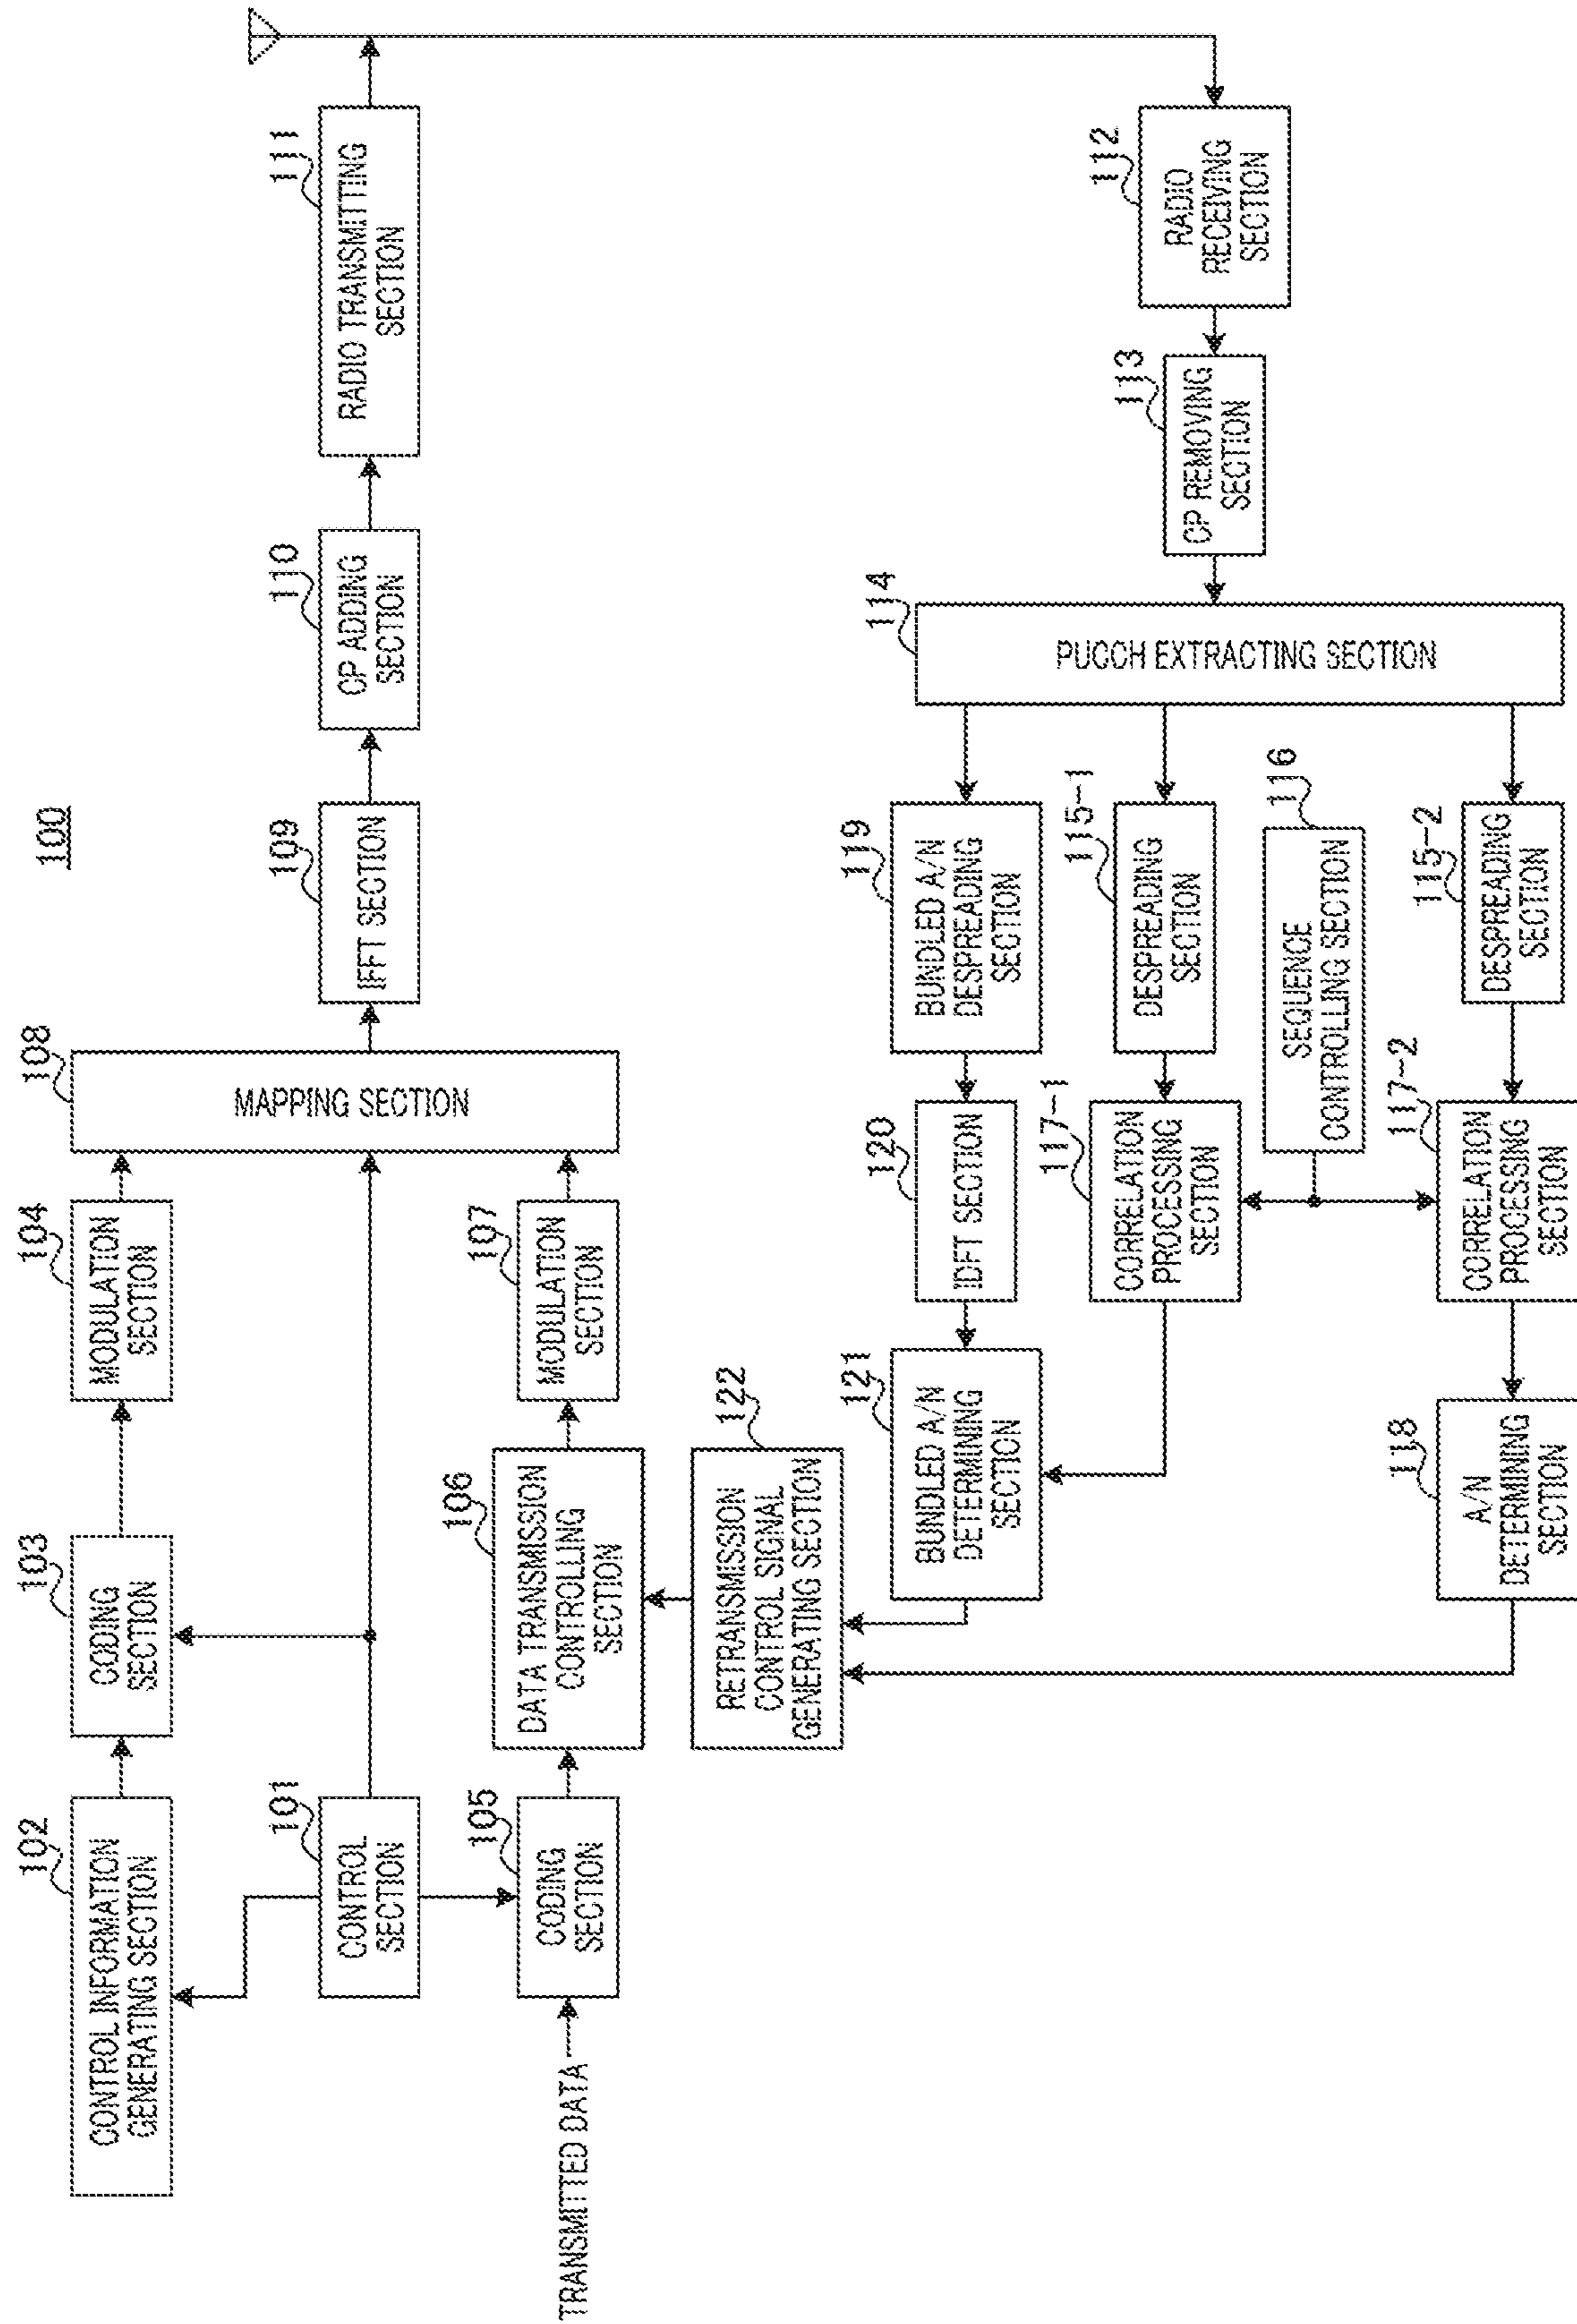 100
102
CONTROL INFORMATION
GENERATING SECTION
103
CODING
SECTION
104
MODULATION
SECTION
108
MAPPING SECTION
109
IFFT SECTION
110
CP ADDING
SECTION
111
RADIO TRANSMITTING
SECTION
101
CONTROL
SECTION
TRANSMITTED DATA
105
CODING
SECTION
106
DATA TRANSMISSION
CONTROLLING
SECTION
107
MODULATION
SECTION
122
RETRANSMISSION
CONTROL SIGNAL
GENERATING SECTION
121
BUNDLED A/N
DETERMINING
SECTION
120
IDFT SECTION
119
BUNDLED A/N
DESPREADING
SECTION
114
PUCCH EXTRACTING SECTION
113
CP REMOVING
SECTION
112
RADIO
RECEIVING
SECTION
117-1
CORRELATION
PROCESSING
SECTION
115-1
DESPREADING
SECTION
116
SEQUENCE
CONTROLLING SECTION
118
A/N
DETERMINING
SECTION
117-2
CORRELATION
PROCESSING
SECTION
115-2
DESPREADING
SECTION